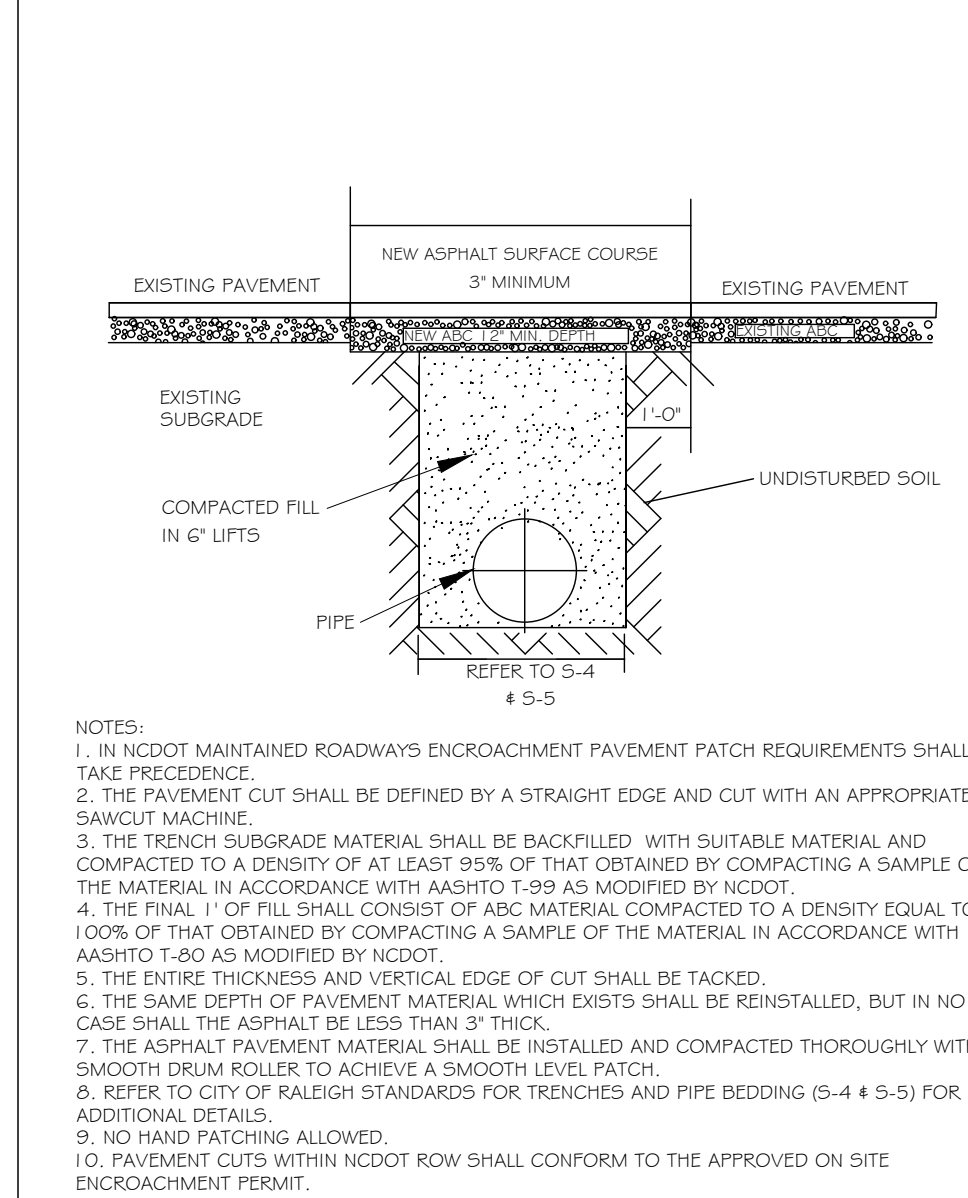 NEW ASPHALT SURFACE COURSE
3" MINIMUM
EXISTING PAVEMENT
EXISTING PAVEMENT
NEW ABC 12" MIN. DEPTH
EXISTING ABC
EXISTING
SUBGRADE
1'-0"
UNDISTURBED SOIL
COMPACTED FILL
IN 6" LIFTS
PIPE
REFER TO S-4
& S-5
NOTES:
1. IN NCDOT MAINTAINED ROADWAYS ENCROACHMENT PAVEMENT PATCH REQUIREMENTS SHALL
TAKE PRECEDENCE.
2. THE PAVEMENT CUT SHALL BE DEFINED BY A STRAIGHT EDGE AND CUT WITH AN APPROPRIATE
SAWCUT MACHINE.
3. THE TRENCH SUBGRADE MATERIAL SHALL BE BACKFILLED WITH SUITABLE MATERIAL AND
COMPACTED TO A DENSITY OF AT LEAST 95% OF THAT OBTAINED BY COMPACTING A SAMPLE
THE MATERIAL IN ACCORDANCE WITH AASHTO T-99 AS MODIFIED BY NCDOT.
4. THE FINAL 1' OF FILL SHALL CONSIST OF ABC MATERIAL COMPACTED TO A DENSITY EQUAL TO
100% OF THAT OBTAINED BY COMPACTING A SAMPLE OF THE MATERIAL IN ACCORDANCE WITH
AASHTO T-80 AS MODIFIED BY NCDOT.
5. THE ENTIRE THICKNESS AND VERTICAL EDGE OF CUT SHALL BE TACKED.
6. THE SAME DEPTH OF PAVEMENT MATERIAL WHICH EXISTS SHALL BE REINSTALLED, BUT IN NO
CASE SHALL THE ASPHALT BE LESS THAN 3" THICK.
7. THE ASPHALT PAVEMENT MATERIAL SHALL BE INSTALLED AND COMPACTED THOROUGHLY WITH
SMOOTH DRUM ROLLER TO ACHIEVE A SMOOTH LEVEL PATCH.
8. REFER TO CITY OF RALEIGH STANDARDS FOR TRENCHES AND PIPE BEDDING (S-4 & S-5) FOR
ADDITIONAL DETAILS.
9. NO HAND PATCHING ALLOWED.
10. PAVEMENT CUTS WITHIN NCDOT ROW SHALL CONFORM TO THE APPROVED ON SITE
ENCROACHMENT PERMIT.